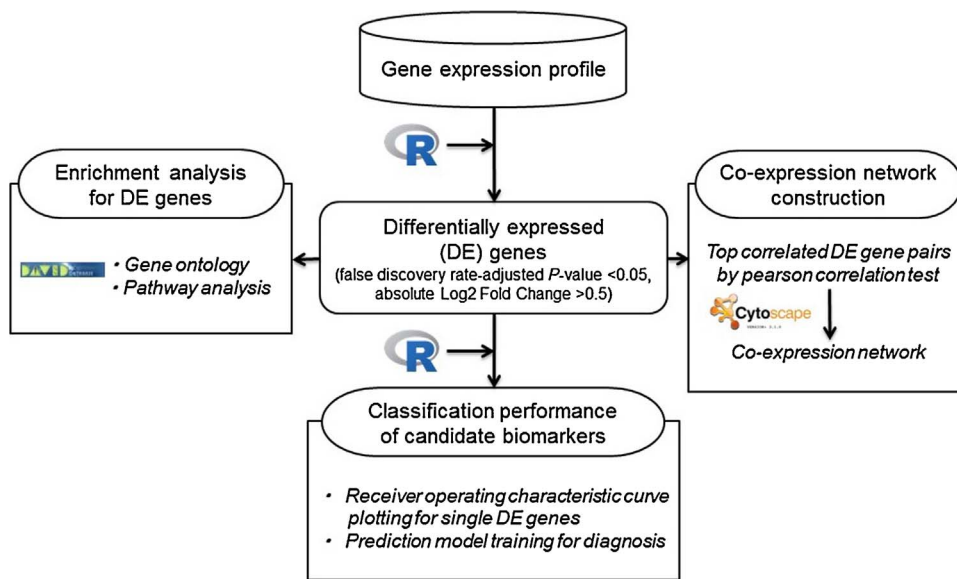 Gene expression profile
R
Enrichment analysis
for DE genes
DAVID
• Gene ontology
• Pathway analysis
Differentially expressed
(DE) genes
(false discovery rate-adjusted P-value <0.05,
absolute Log2 Fold Change >0.5)
Co-expression network
construction
Top correlated DE gene pairs
by pearson correlation test
Cytoscape
Co-expression network
R
Classification performance
of candidate biomarkers
• Receiver operating characteristic curve
plotting for single DE genes
• Prediction model training for diagnosis